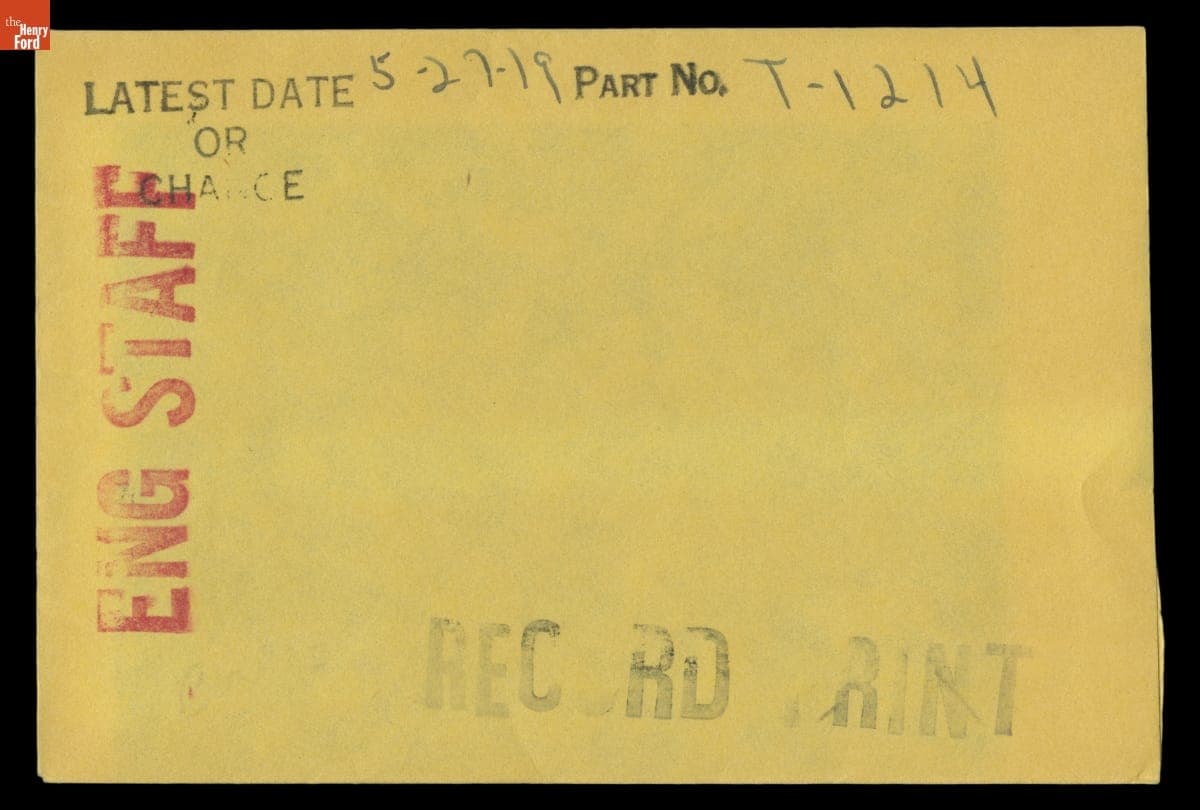 the
Henry
Ford
LATEST DATE 5-27-19 PART NO. T-1214
OR
CHANGE
ENG STAFF
RECORD PRINT